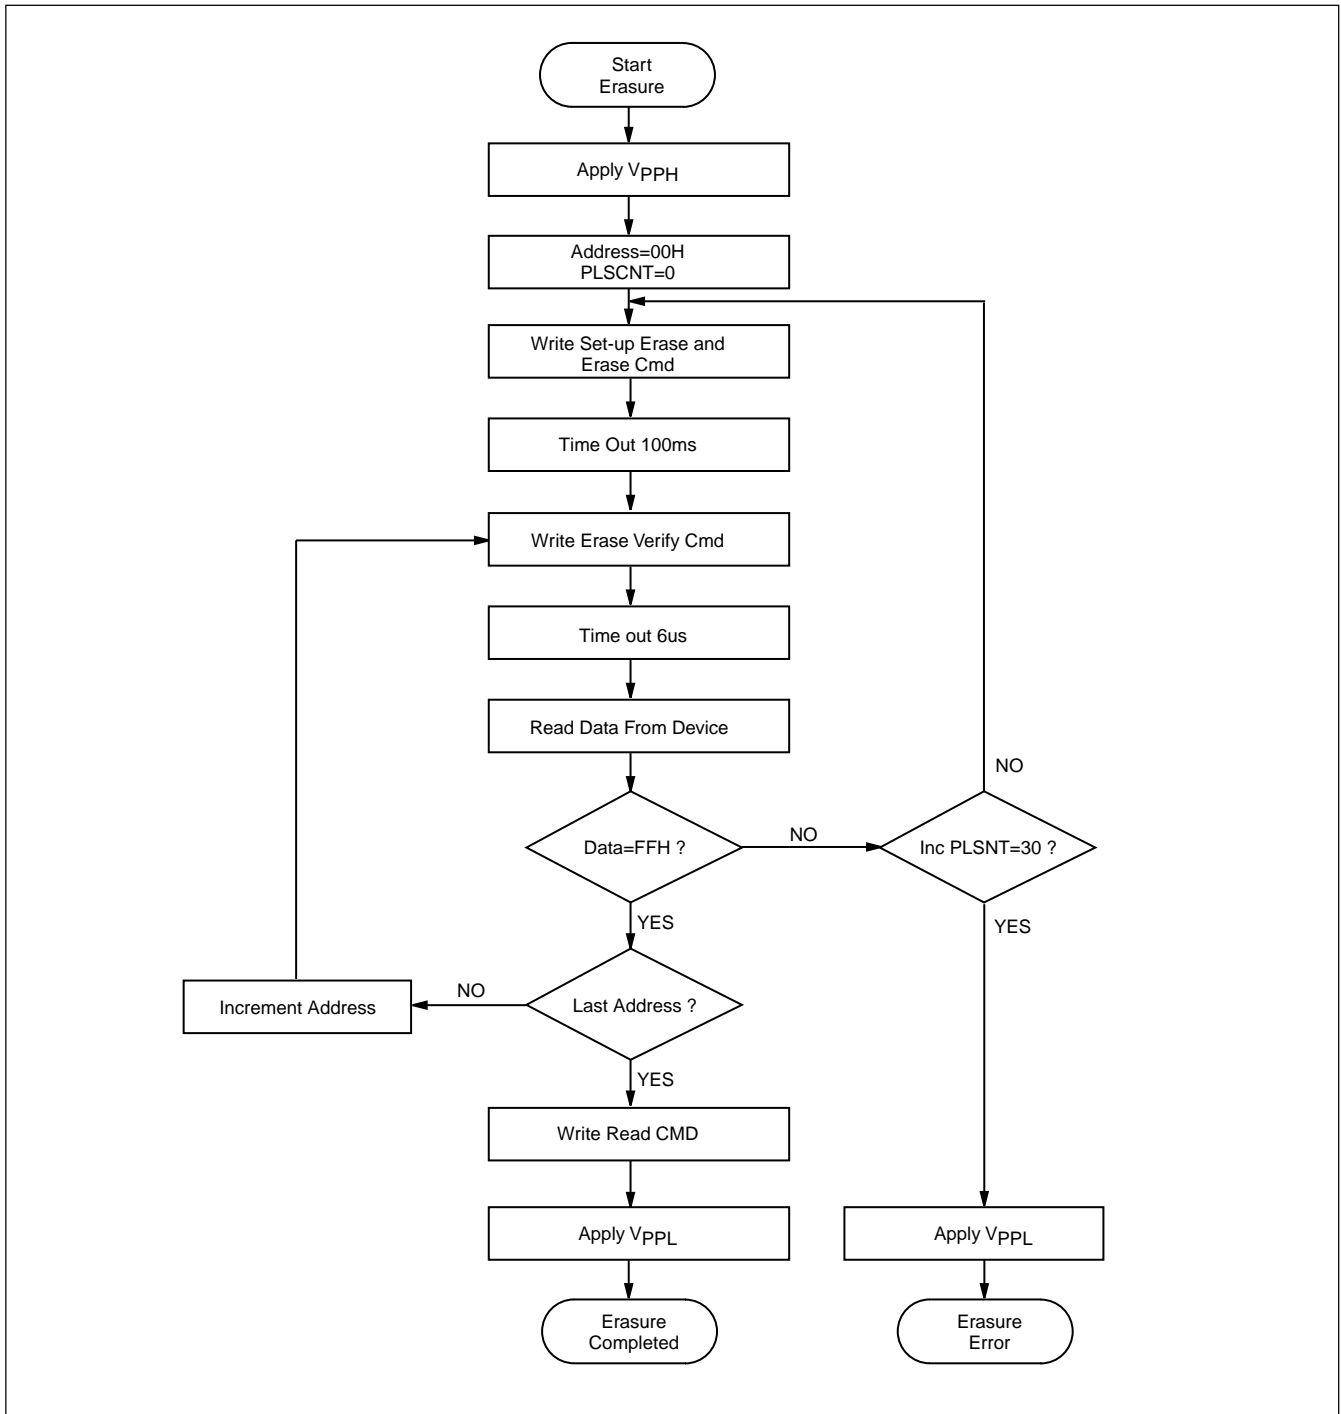 Start
Erasure
Apply VPPH
Address=00H
PLSCNT=0
Write Set-up Erase and
Erase Cmd
Time Out 100ms
Write Erase Verify Cmd
Time out 6us
Read Data From Device
NO
Data=FFH ?
NO
Inc PLSNT=30 ?
YES
YES
Increment Address
NO
Last Address ?
YES
Write Read CMD
Apply VPPL
Apply VPPL
Erasure
Completed
Erasure
Error